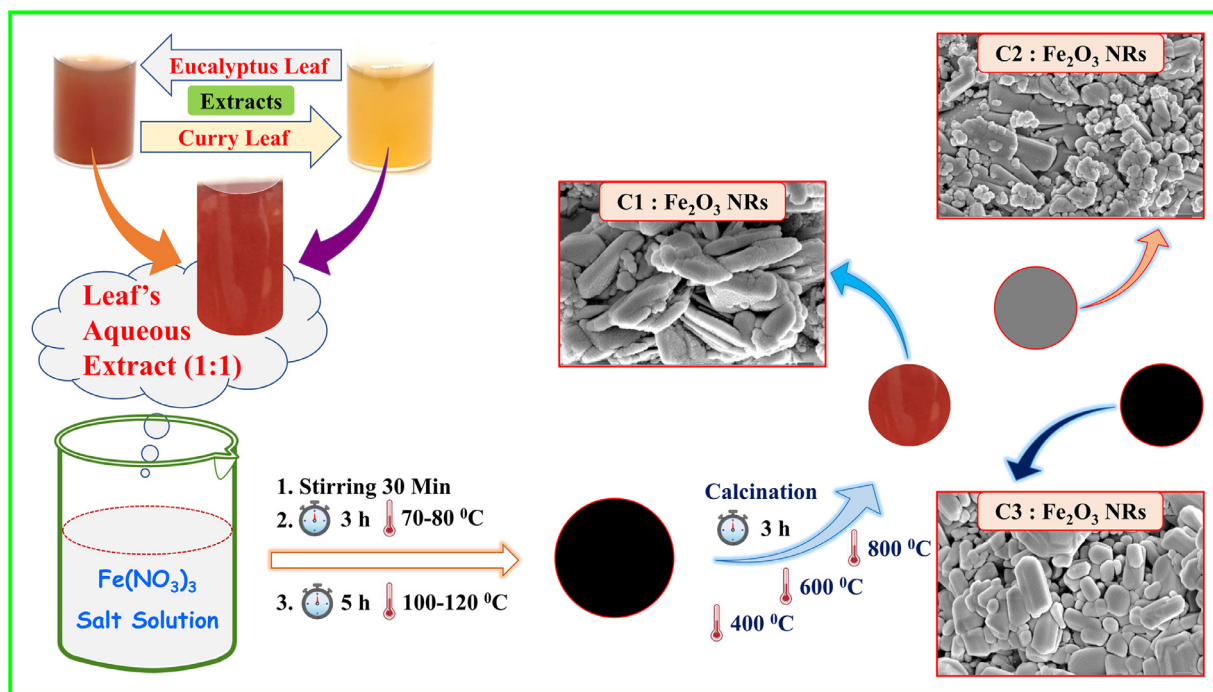 Eucalyptus Leaf
Extracts
Curry Leaf
Leaf's
Aqueous
Extract (1:1)
Fe(NO₃)₃
Salt Solution
1. Stirring 30 Min
2. 3 h 70-80 ⁰C
3. 5 h 100-120 ⁰C
Calcination
3 h
400 ⁰C
600 ⁰C
800 ⁰C
C1 : Fe₂O₃ NRs
C2 : Fe₂O₃ NRs
C3 : Fe₂O₃ NRs